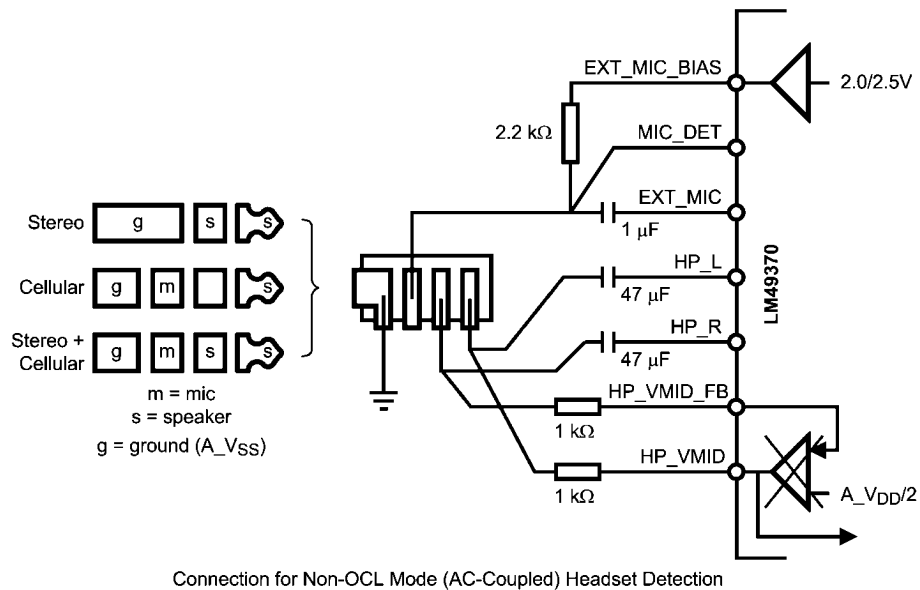 EXT_MIC_BIAS
2.0/2.5V
2.2 kΩ
MIC_DET
EXT_MIC
1 μF
Stereo g s s
Cellular g m s
Stereo +
Cellular g m s s
m = mic
s = speaker
g = ground (A_VSS)
HP_L
47 μF
HP_R
47 μF
HP_VMID_FB
1 kΩ
HP_VMID
1 kΩ
A_VDD/2
LM49370
Connection for Non-OCL Mode (AC-Coupled) Headset Detection